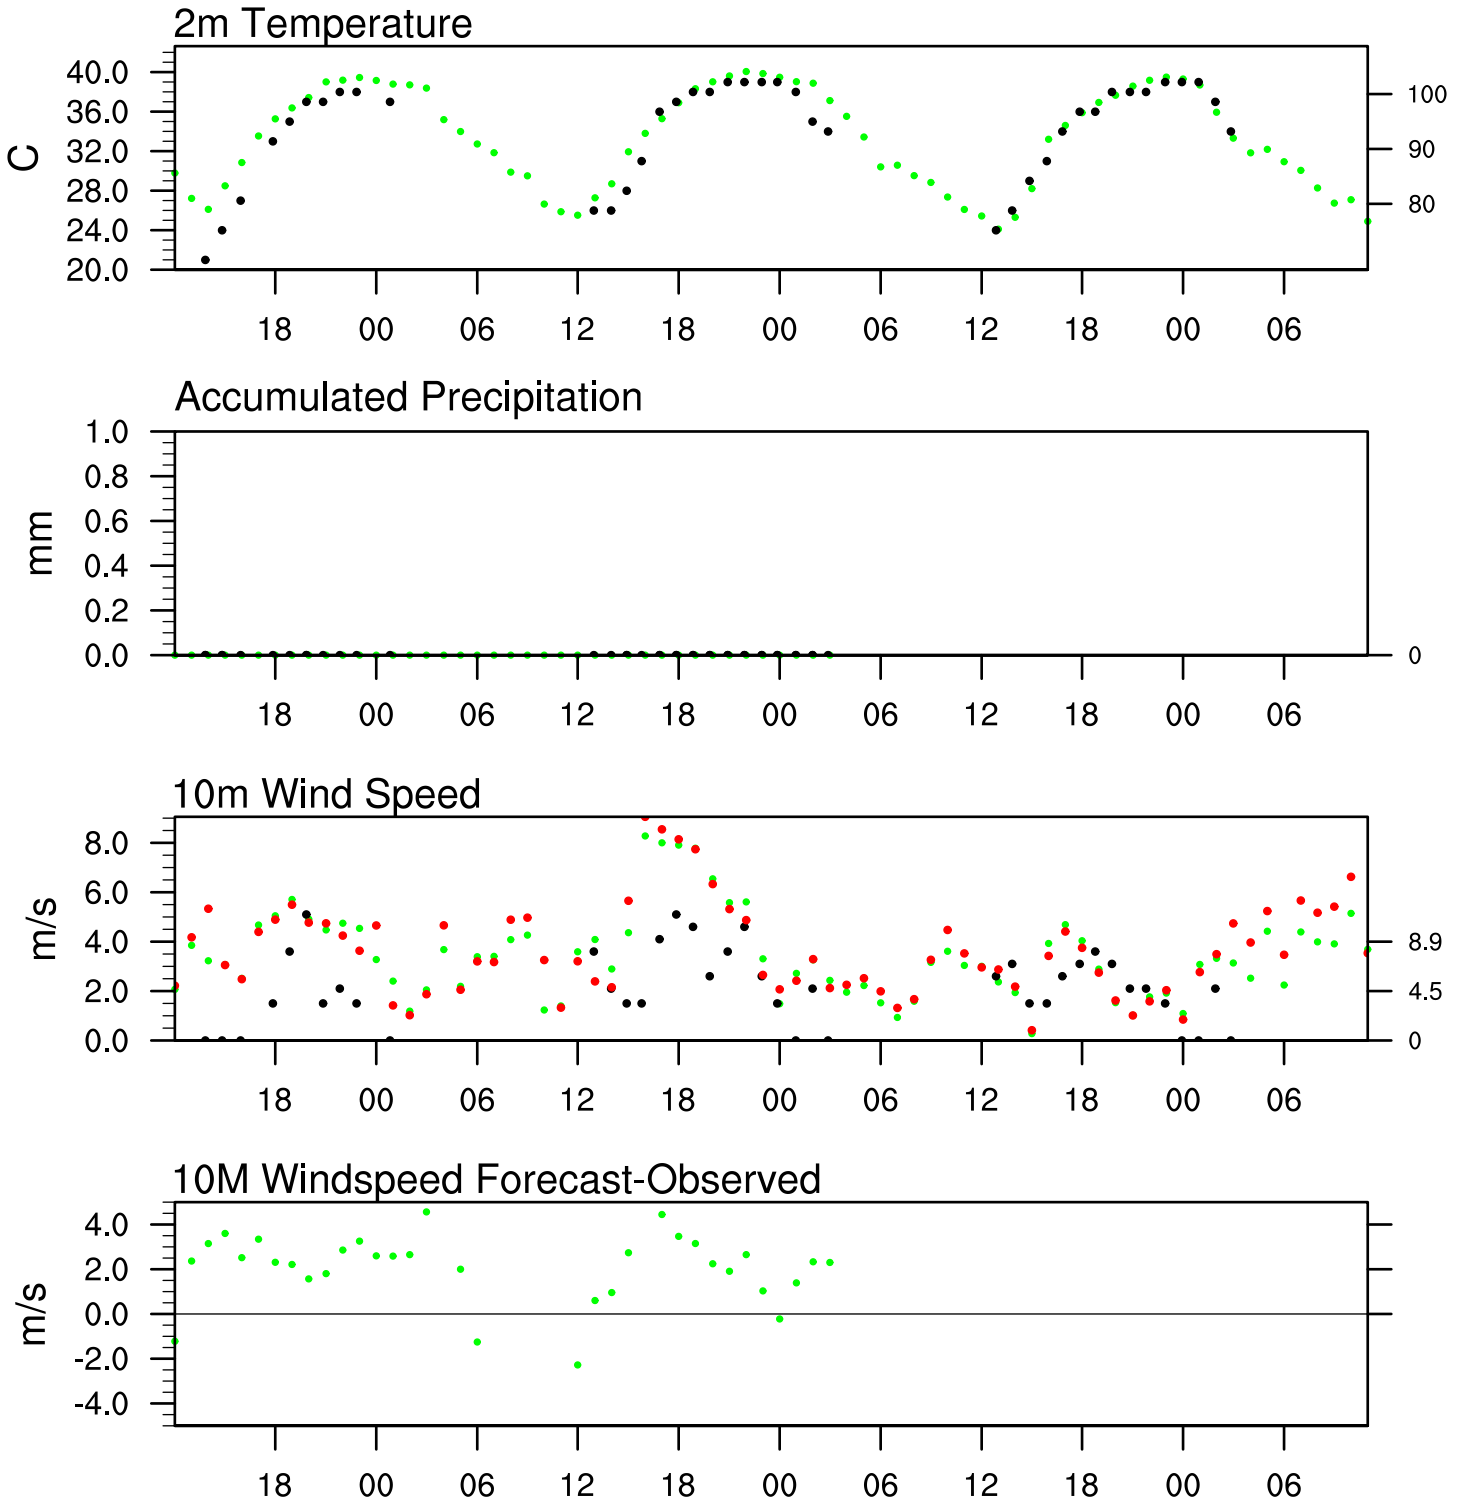 2m Temperature
40.0
36.0
32.0
28.0
24.0
20.0
C
100
90
80
18 00 06 12 18 00 06 12 18 00 06
Accumulated Precipitation
1.0
0.8
0.6
0.4
0.2
0.0
mm
0
18 00 06 12 18 00 06 12 18 00 06
10m Wind Speed
8.0
6.0
4.0
2.0
0.0
m/s
8.9
4.5
0
18 00 06 12 18 00 06 12 18 00 06
10M Windspeed Forecast-Observed
4.0
2.0
0.0
-2.0
-4.0
m/s
18 00 06 12 18 00 06 12 18 00 06